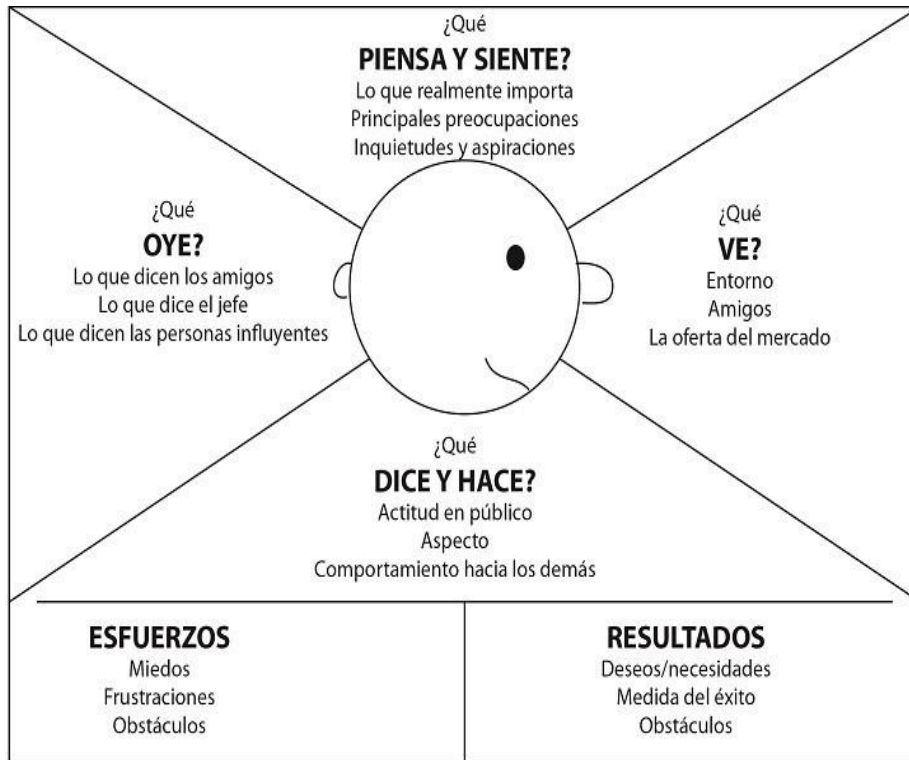 ¿Qué
PIENSA Y SIENTE?
Lo que realmente importa
Principales preocupaciones
Inquietudes y aspiraciones
¿Qué
OYE?
Lo que dicen los amigos
Lo que dice el jefe
Lo que dicen las personas influyentes
¿Qué
VE?
Entorno
Amigos
La oferta del mercado
¿Qué
DICE Y HACE?
Actitud en público
Aspecto
Comportamiento hacia los demás
ESFUERZOS
Miedos
Frustraciones
Obstáculos
RESULTADOS
Deseos/necesidades
Medida del éxito
Obstáculos